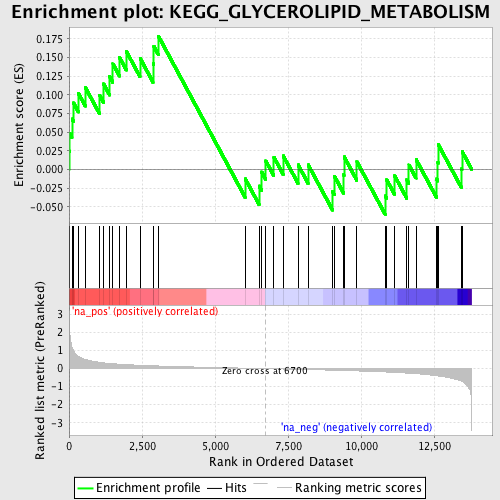 Enrichment plot: KEGG_GLYCEROLIPID_METABOLISM
Enrichment score (ES)
0.175
0.150
0.125
0.100
0.075
0.050
0.025
0.000
-0.025
-0.050
'na_pos' (positively correlated)
Ranked list metric (PreRanked)
3
2
1
0
-1
-2
-3
Zero cross at 6700
'na_neg' (negatively correlated)
0 2,500 5,000 7,500 10,000 12,500
Rank in Ordered Dataset
Enrichment profile Hits Ranking metric scores